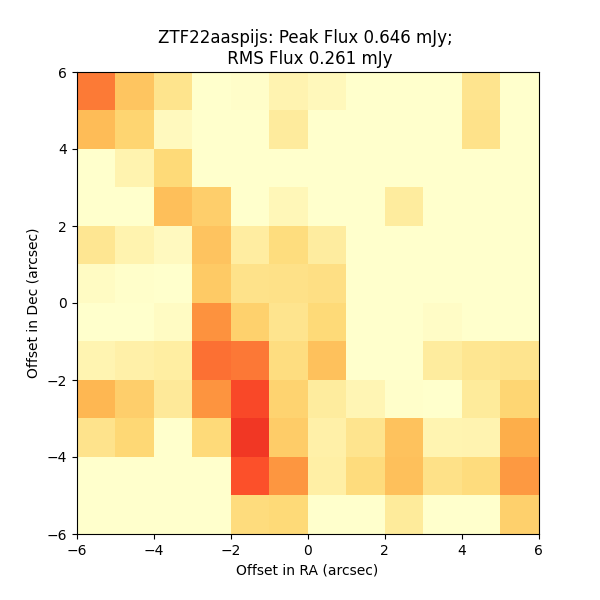 ZTF22aaspijs: Peak Flux 0.646 mJy;
RMS Flux 0.261 mJy
6
4
2
0
−2
−4
−6
Offset in Dec (arcsec)
−6 −4 −2 0 2 4 6
Offset in RA (arcsec)